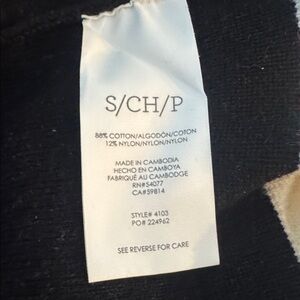 S/CH/P
88% COTTON/ALGODÓN/COTON
12% NYLON/NYLON/NYLON
MADE IN CAMBODIA
HECHO EN CAMBOYA
FABRIQUÉ AU CAMBODGE
RN#54077
CA#59814
STYLE# 4103
PO# 224962
SEE REVERSE FOR CARE